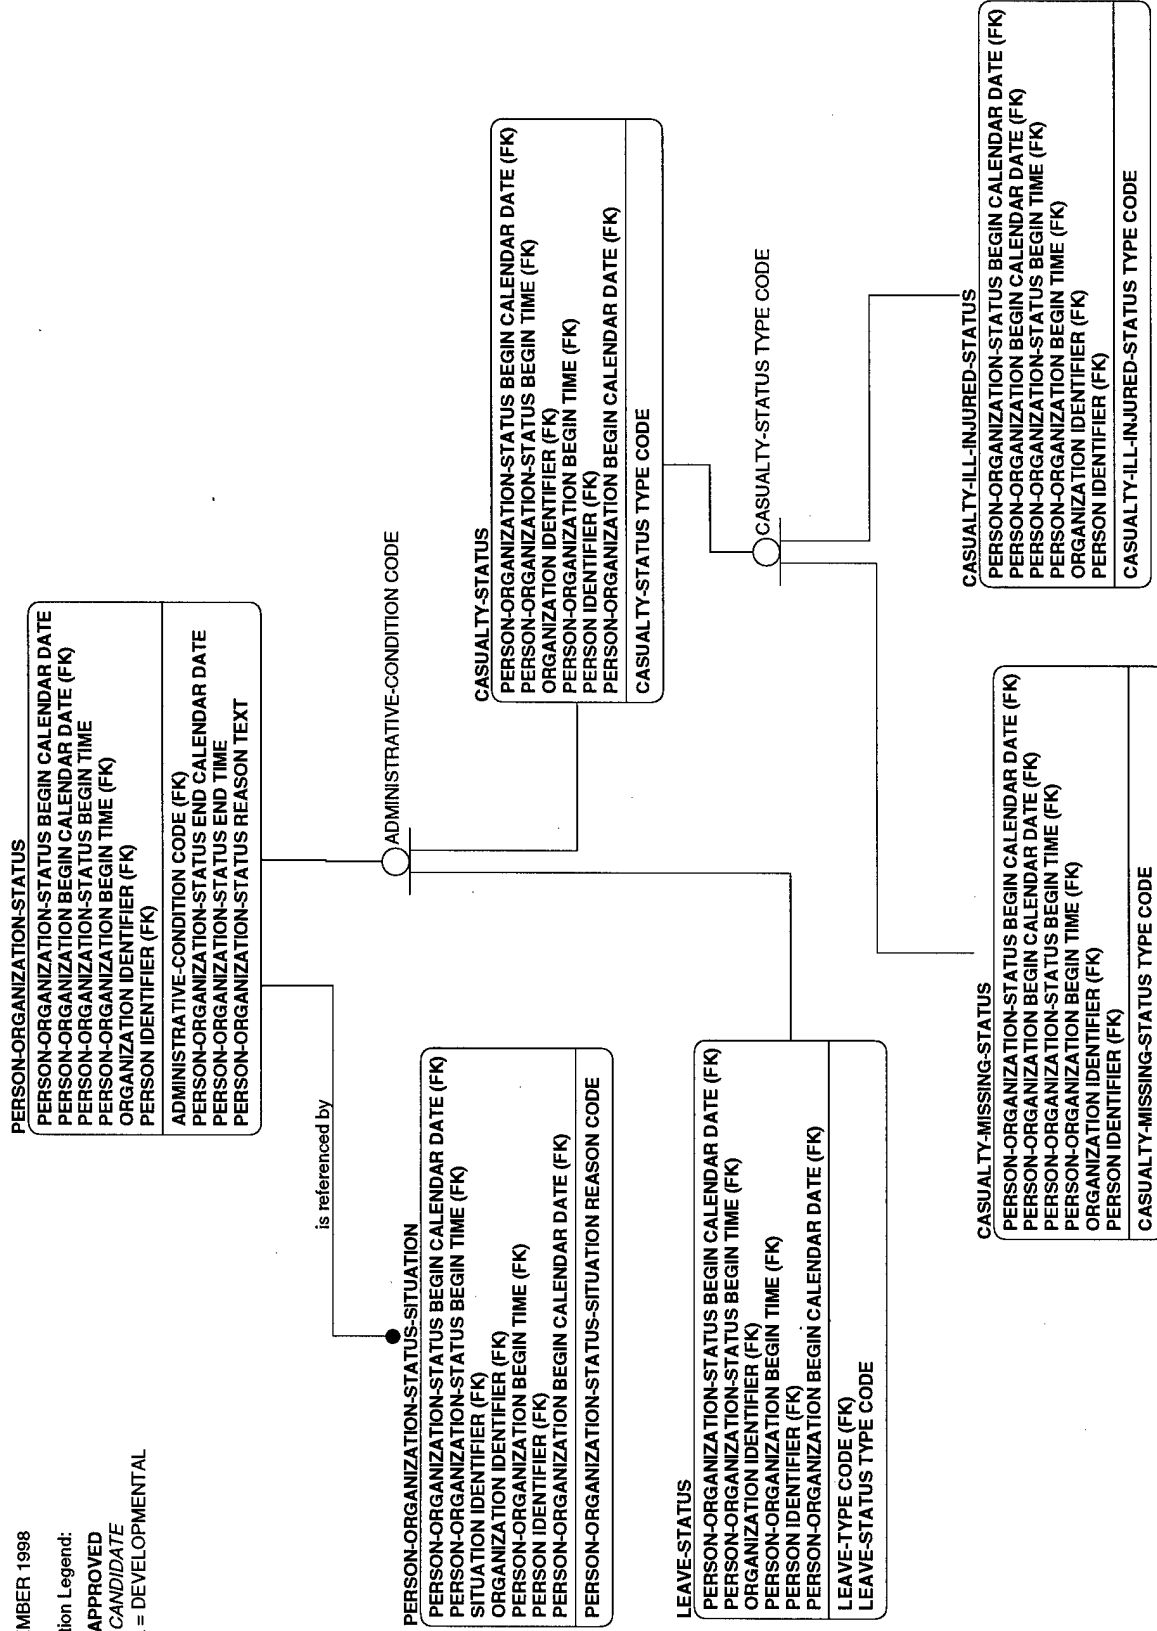 MBER 1998
tion Legend:
APPROVED
CANDIDATE
= DEVELOPMENTAL
PERSON-ORGANIZATION-STATUS
PERSON-ORGANIZATION-STATUS BEGIN CALENDAR DATE
PERSON-ORGANIZATION BEGIN CALENDAR DATE (FK)
PERSON-ORGANIZATION-STATUS BEGIN TIME
PERSON-ORGANIZATION BEGIN TIME (FK)
ORGANIZATION IDENTIFIER (FK)
PERSON IDENTIFIER (FK)
ADMINISTRATIVE-CONDITION CODE (FK)
PERSON-ORGANIZATION-STATUS END CALENDAR DATE
PERSON-ORGANIZATION-STATUS END TIME
PERSON-ORGANIZATION-STATUS REASON TEXT
is referenced by
ADMINISTRATIVE-CONDITION CODE
PERSON-ORGANIZATION-STATUS-SITUATION
PERSON-ORGANIZATION-STATUS BEGIN CALENDAR DATE (FK)
PERSON-ORGANIZATION-STATUS BEGIN TIME (FK)
SITUATION IDENTIFIER (FK)
ORGANIZATION IDENTIFIER (FK)
PERSON-ORGANIZATION BEGIN TIME (FK)
PERSON IDENTIFIER (FK)
PERSON-ORGANIZATION BEGIN CALENDAR DATE (FK)
PERSON-ORGANIZATION-STATUS-SITUATION REASON CODE
CASUALTY-STATUS
PERSON-ORGANIZATION-STATUS BEGIN CALENDAR DATE (FK)
PERSON-ORGANIZATION-STATUS BEGIN TIME (FK)
ORGANIZATION IDENTIFIER (FK)
PERSON-ORGANIZATION BEGIN TIME (FK)
PERSON IDENTIFIER (FK)
PERSON-ORGANIZATION BEGIN CALENDAR DATE (FK)
CASUALTY-STATUS TYPE CODE
LEAVE-STATUS
PERSON-ORGANIZATION-STATUS BEGIN CALENDAR DATE (FK)
PERSON-ORGANIZATION-STATUS BEGIN TIME (FK)
ORGANIZATION IDENTIFIER (FK)
PERSON-ORGANIZATION BEGIN TIME (FK)
PERSON IDENTIFIER (FK)
PERSON-ORGANIZATION BEGIN CALENDAR DATE (FK)
LEAVE-TYPE CODE (FK)
LEAVE-STATUS TYPE CODE
CASUALTY-STATUS TYPE CODE
CASUALTY-MISSING-STATUS
PERSON-ORGANIZATION-STATUS BEGIN CALENDAR DATE (FK)
PERSON-ORGANIZATION BEGIN CALENDAR DATE (FK)
PERSON-ORGANIZATION-STATUS BEGIN TIME (FK)
PERSON-ORGANIZATION BEGIN TIME (FK)
ORGANIZATION IDENTIFIER (FK)
PERSON IDENTIFIER (FK)
CASUALTY-MISSING-STATUS TYPE CODE
CASUALTY-ILL-INJURED-STATUS
PERSON-ORGANIZATION-STATUS BEGIN CALENDAR DATE (FK)
PERSON-ORGANIZATION BEGIN CALENDAR DATE (FK)
PERSON-ORGANIZATION-STATUS BEGIN TIME (FK)
PERSON-ORGANIZATION BEGIN TIME (FK)
ORGANIZATION IDENTIFIER (FK)
PERSON IDENTIFIER (FK)
CASUALTY-ILL-INJURED-STATUS TYPE CODE